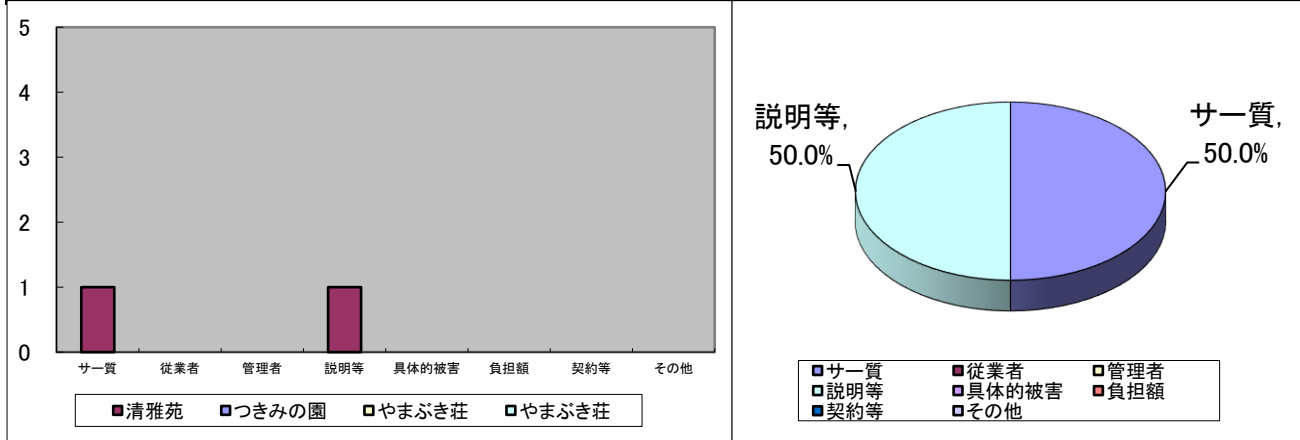 5
4
3
2
1
0
サー質 従業者 管理者 説明等 具体的被害 負担額 契約等 その他
清雅苑 つきみの園 やまぶき荘 やまぶき荘
説明等,
50.0%
サー質,
50.0%
サー質 従業者 管理者
説明等 具体的被害 負担額
契約等 その他